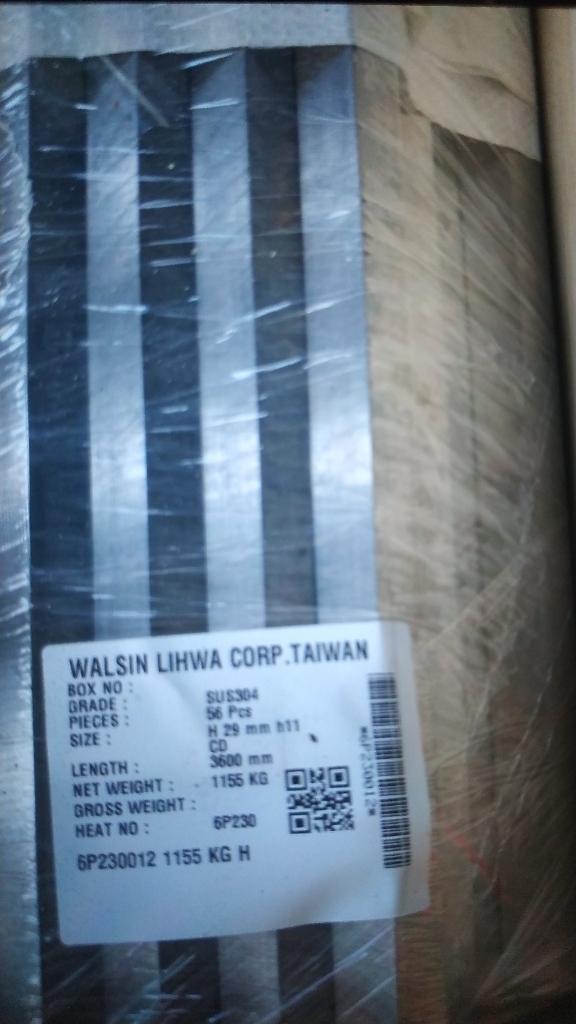 WALSIN LIHWA CORP.TAIWAN
BOX NO :
GRADE : SUS304
PIECES : 56 Pcs
SIZE : H 29 mm h11
CD
LENGTH : 3600 mm
NET WEIGHT : 1155 KG
GROSS WEIGHT :
HEAT NO : 6P230
6P230012 1155 KG H
*6P230012*